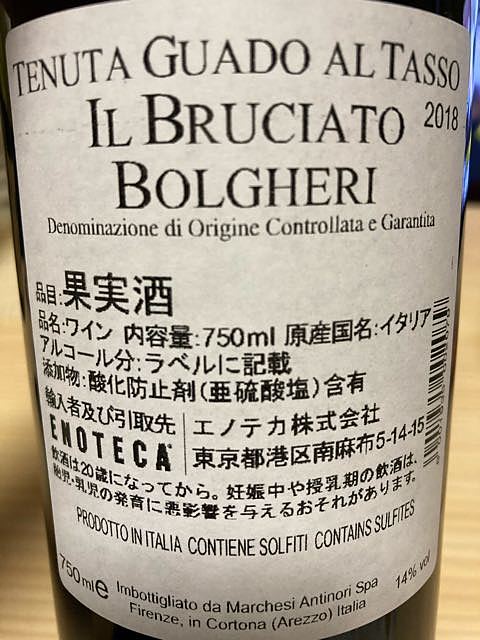 TENUTA GUADO AL TASSO
IL BRUCIATO 2018
BOLGHERI
Denominazione di Origine Controllata e Garantita
品目:果実酒
品名:ワイン 内容量:750ml 原産国名:イタリア
アルコール分:ラベルに記載
添加物:酸化防止剤(亜硫酸塩)含有
輸入者及び引取先 エノテカ株式会社
ENOTECA 東京都港区南麻布5-14-15
飲酒は20歳になってから。妊娠中や授乳期の飲酒は、
胎児・乳児の発育に悪影響を与えるおそれがあります。
PRODOTTO IN ITALIA CONTIENE SOLFITI CONTAINS SULFITES
750mle Imbottigliato da Marchesi Antinori Spa 14% vol
Firenze, in Cortona (Arezzo) Italia